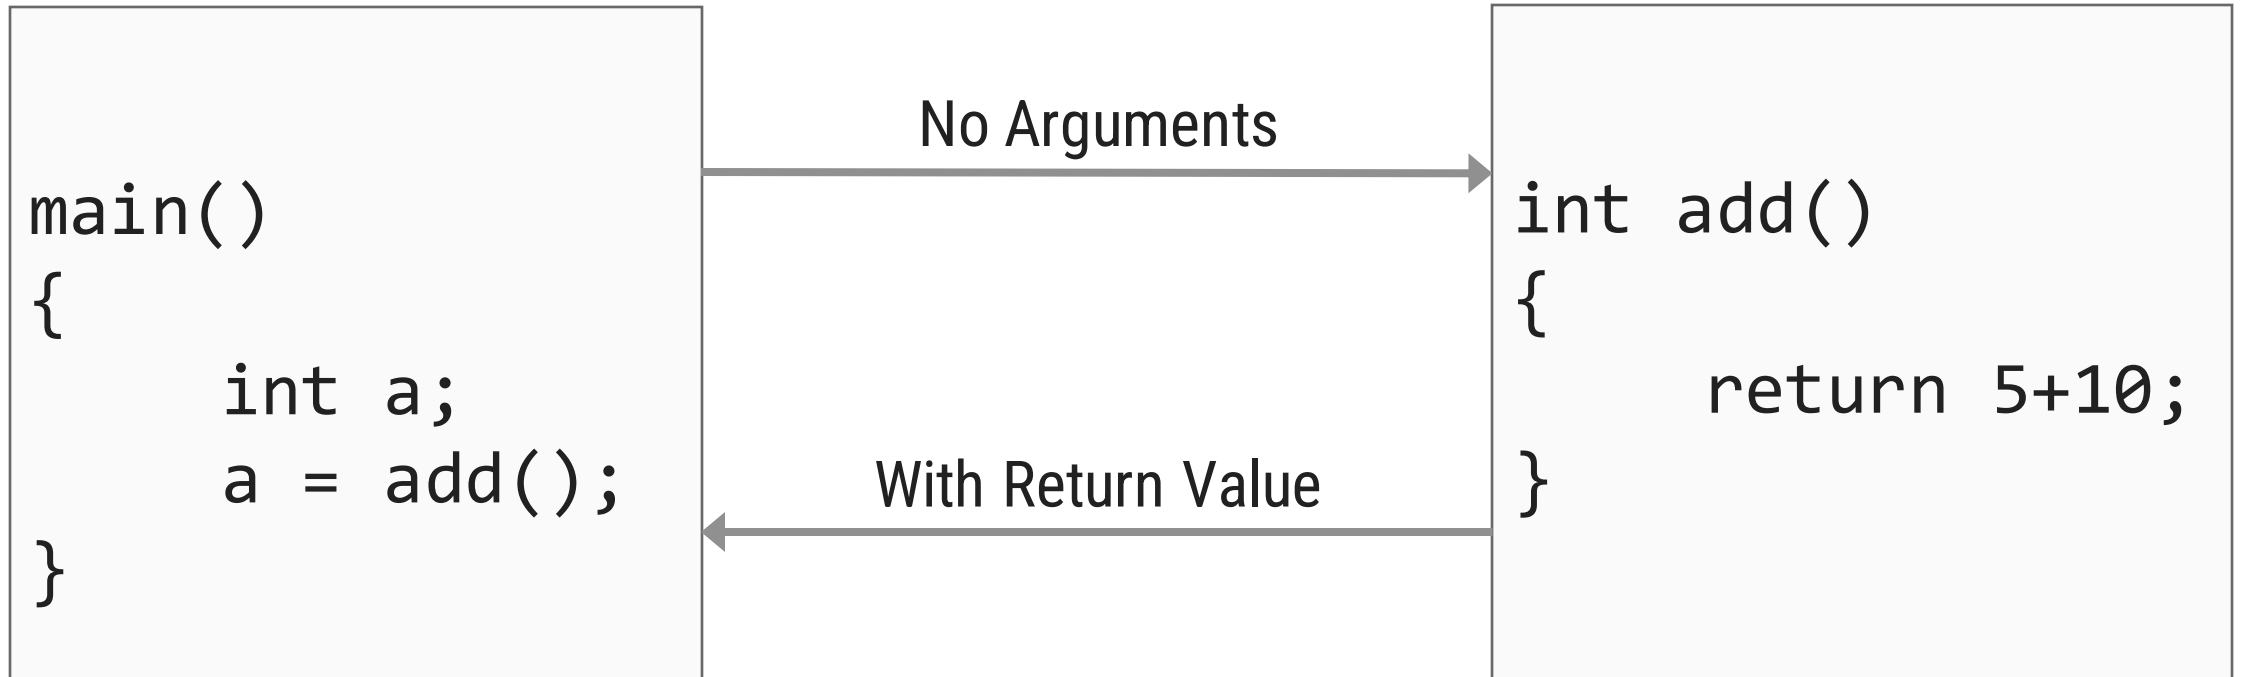 main()
{
int a;
a = add();
}
No Arguments
With Return Value
int add()
{
return 5+10;
}